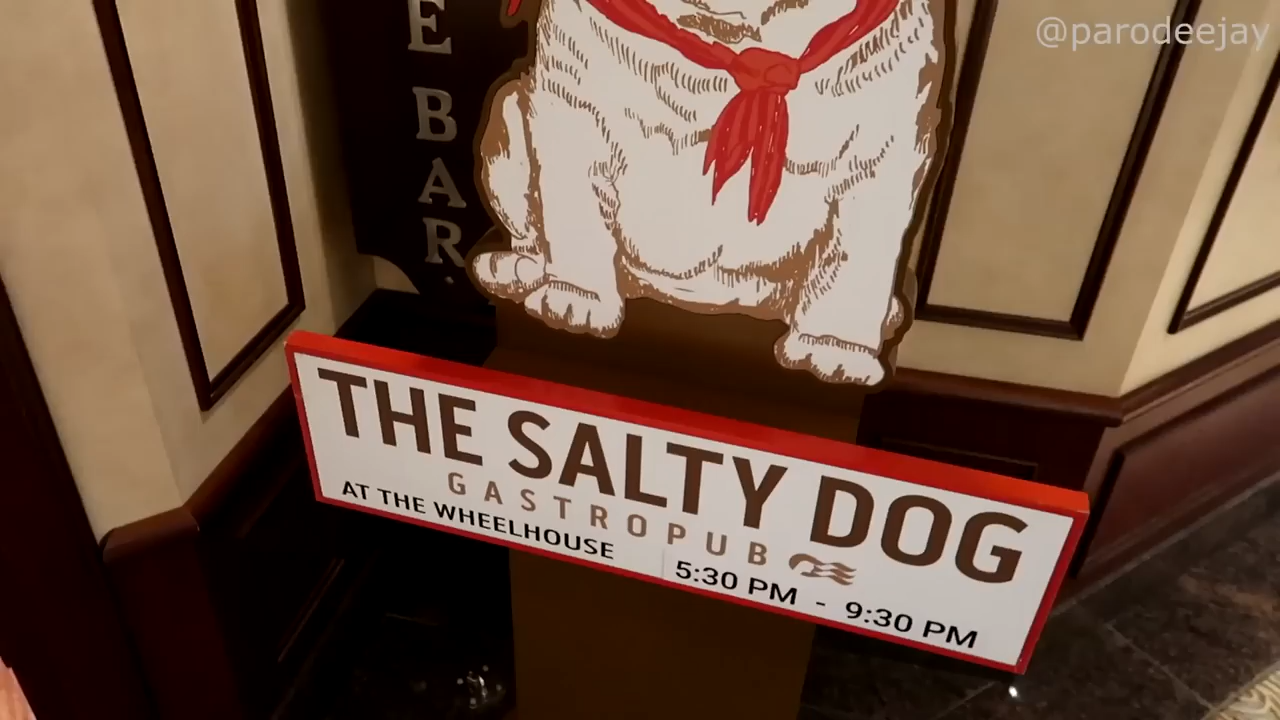 @parodeejay
E BAR
THE SALTY DOG
GASTROPUB
AT THE WHEELHOUSE 5:30 PM - 9:30 PM